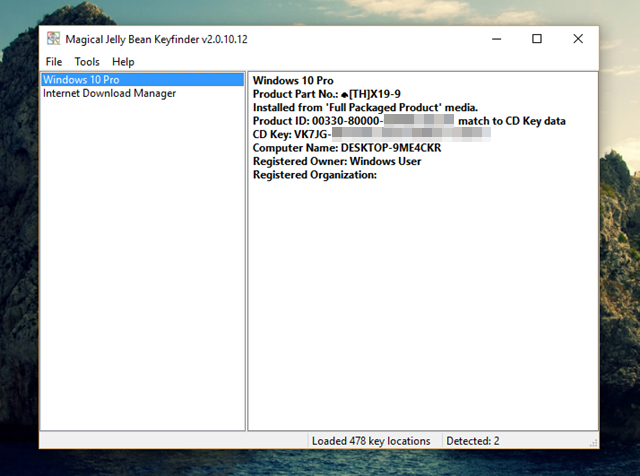 Magical Jelly Bean Keyfinder v2.0.10.12
File Tools Help
Windows 10 Pro
Internet Download Manager
Windows 10 Pro
Product Part No.: ♠[TH]X19-9
Installed from 'Full Packaged Product' media.
Product ID: 00330-80000- match to CD Key data
CD Key: VK7JG-
Computer Name: DESKTOP-9ME4CKR
Registered Owner: Windows User
Registered Organization:
Loaded 478 key locations
Detected: 2